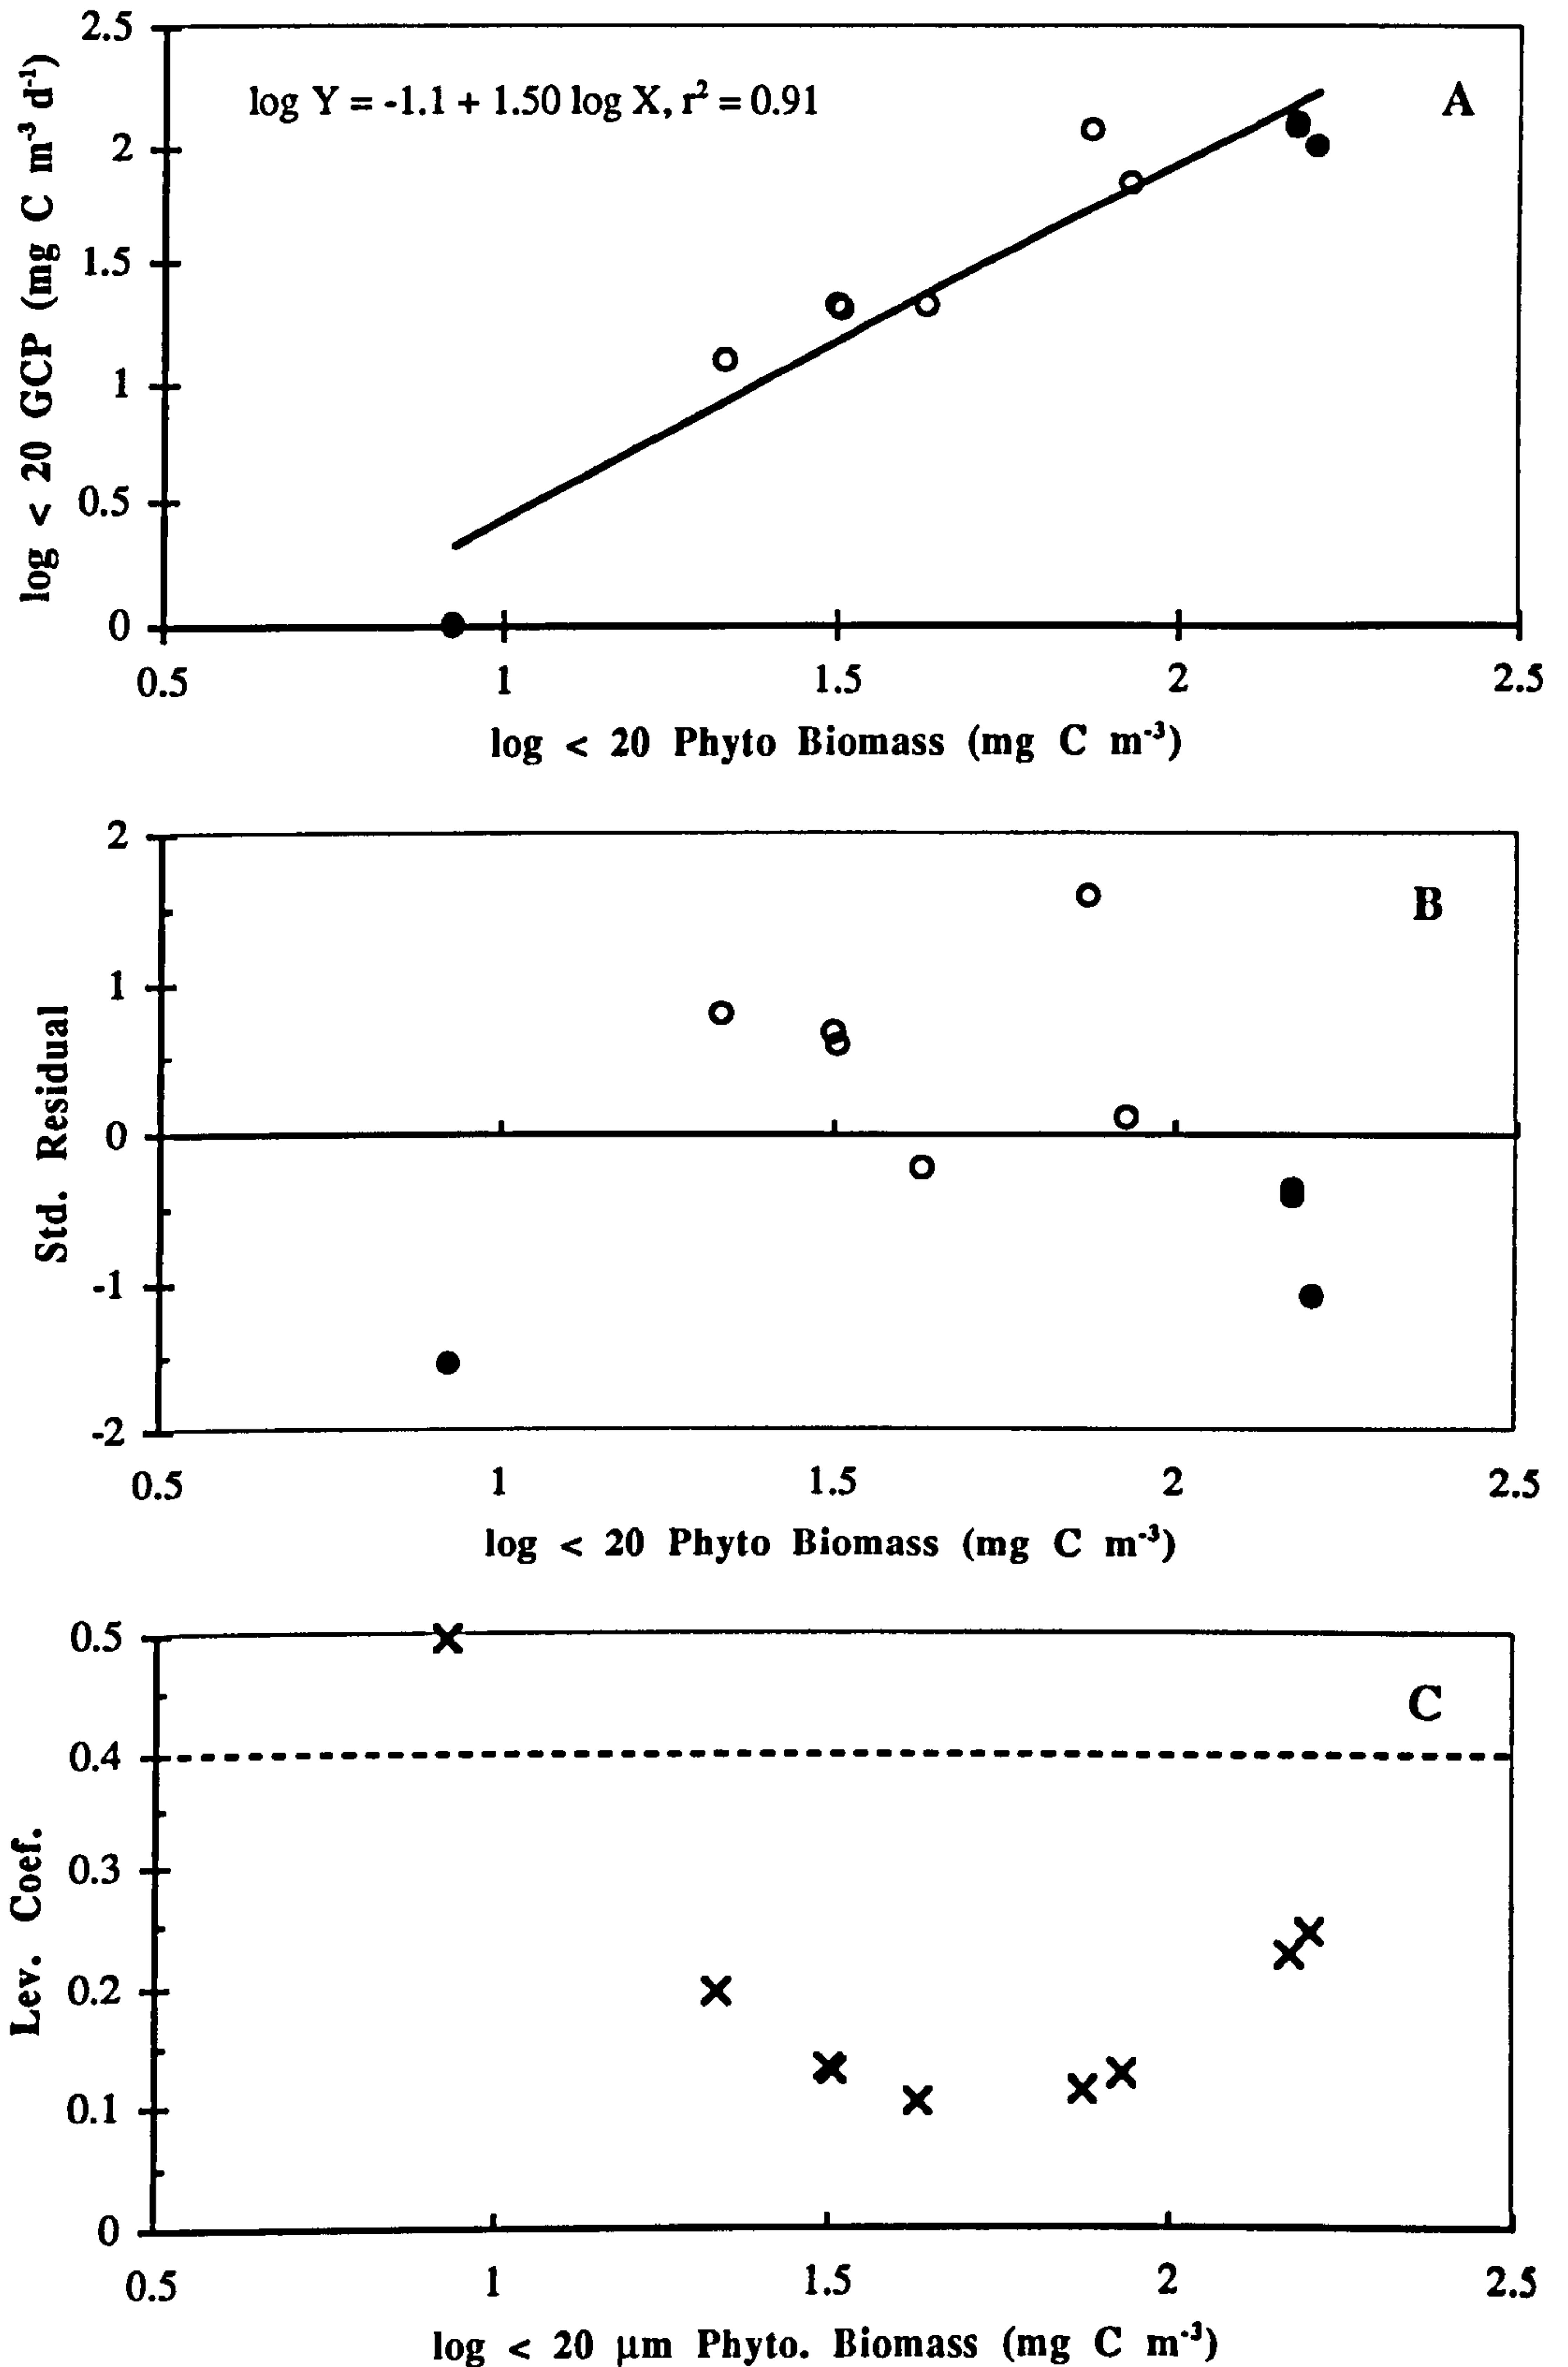 log < 20 GCP (mg C m⁻³ d⁻¹)
2.5
2
1.5
1
0.5
0
log Y = -1.1 + 1.50 log X, r² = 0.91
A
0.5 1 1.5 2 2.5
log < 20 Phyto Biomass (mg C m⁻³)
Std. Residual
2
1
0
-1
-2
B
0.5 1 1.5 2 2.5
log < 20 Phyto Biomass (mg C m⁻³)
Lev. Coef.
0.5
0.4
0.3
0.2
0.1
0
C
0.5 1 1.5 2 2.5
log < 20 µm Phyto. Biomass (mg C m⁻³)